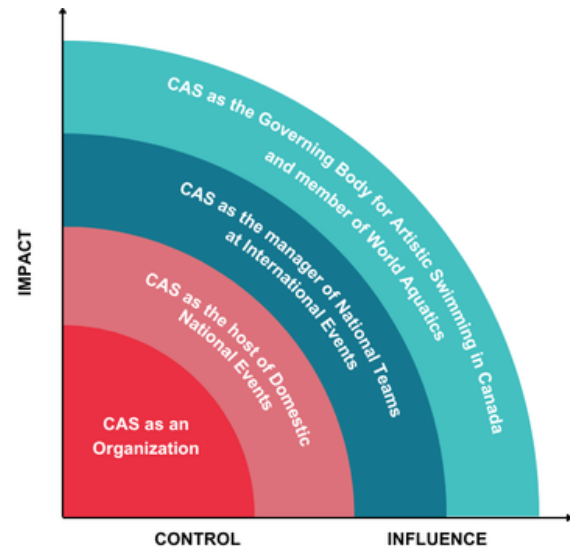 CAS as the Governing Body for Artistic Swimming in Canada
and member of World Aquatics
CAS as the manager of National Teams
at International Events
CAS as the host of Domestic
National Events
CAS as an
Organization
IMPACT
CONTROL
INFLUENCE